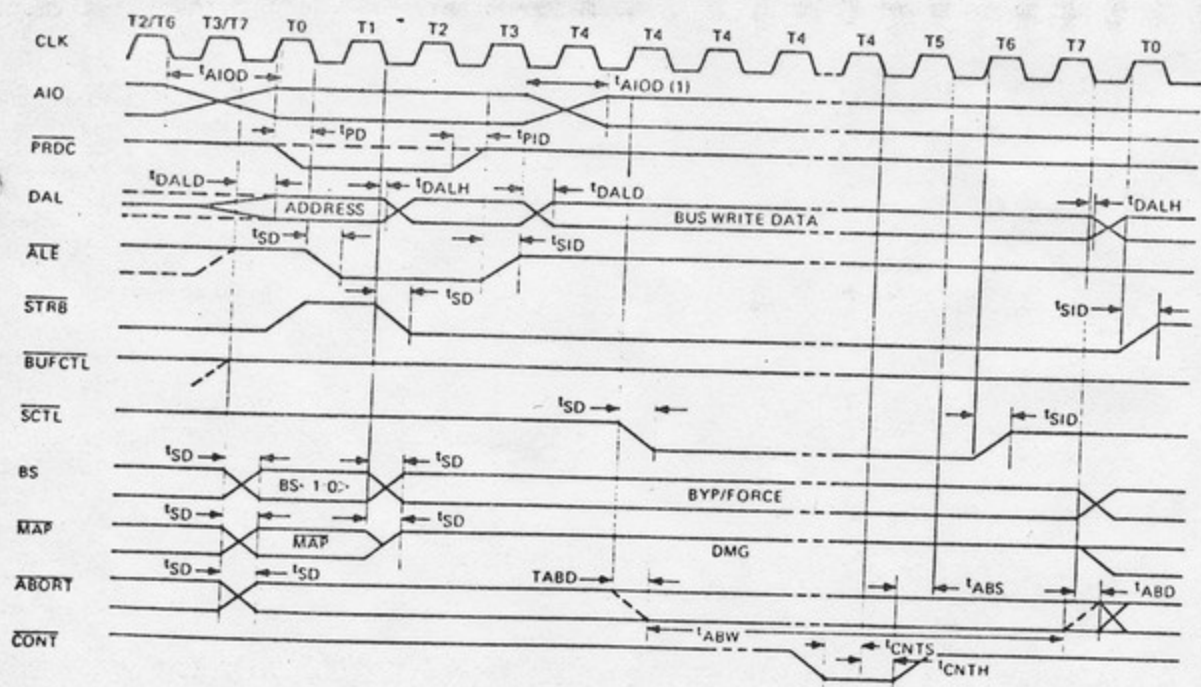 T2/T6 T3/T7 T0 T1 T2 T3 T4 T4 T4 T4 T4 T5 T6 T7 T0
CLK
tAIOD tAIOD (1)
AIO
tPD tPID
PRDC
tDALD tDALH tDALD tDALH
DAL
ADDRESS BUS WRITE DATA
tSD tSID
ALE
tSD
STRB
tSID
BUFCTL
SCTL
tSD tSID
tSD tSD
BS
BS<1:0> BYP/FORCE
tSD tSD
MAP
MAP DMG
tSD tSD TABD tABS tABD
ABORT
tABW
CONT
tCNTS
tCNTH